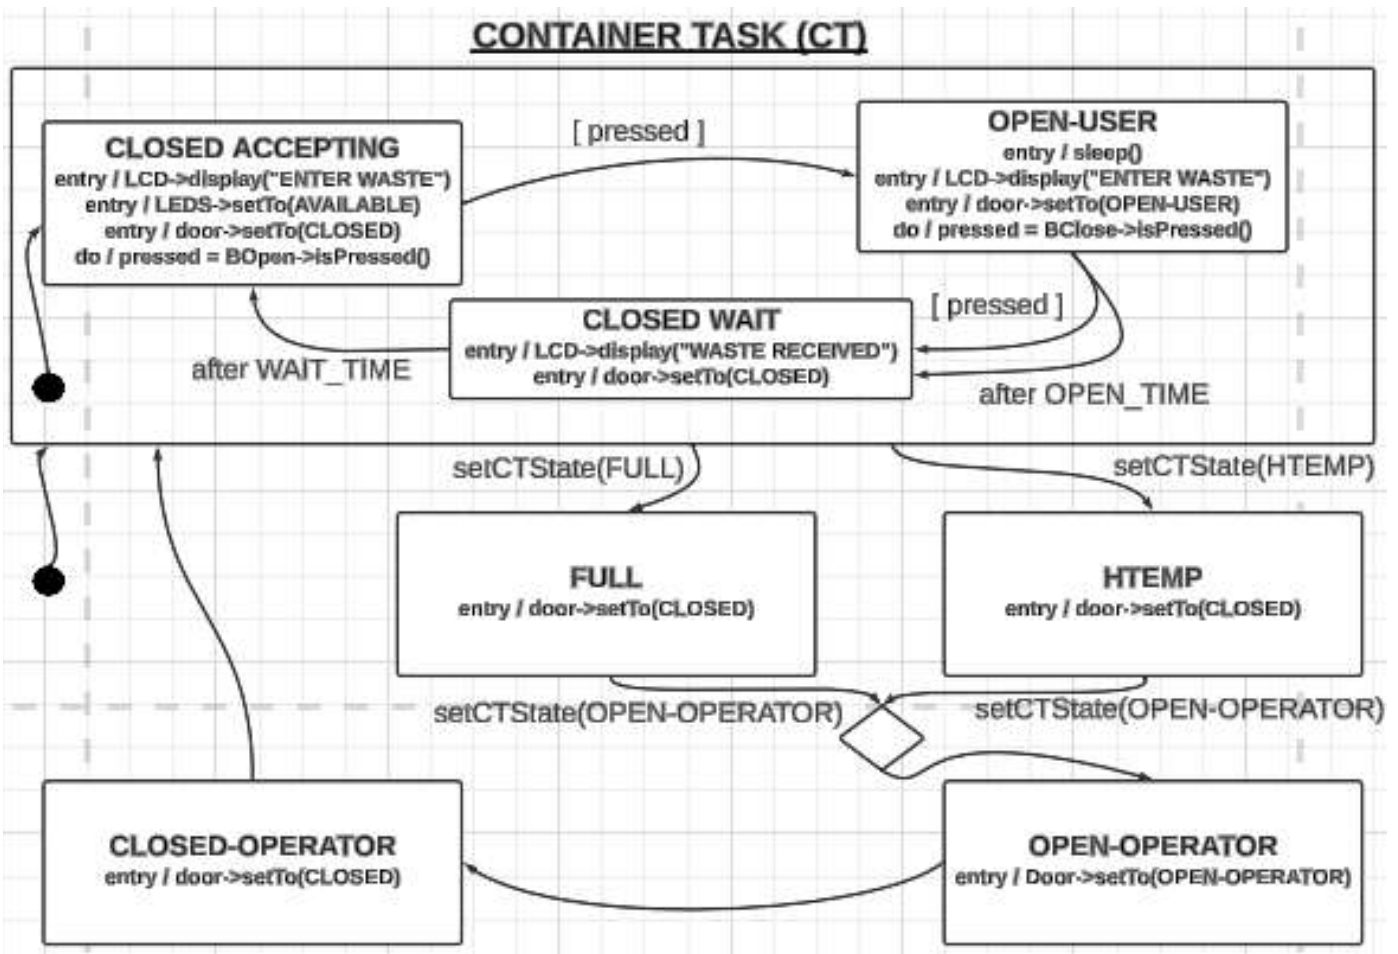 CONTAINER TASK (CT)
CLOSED ACCEPTING
entry / LCD->display("ENTER WASTE")
entry / LEDS->setTo(AVAILABLE)
entry / door->setTo(CLOSED)
do / pressed = BOpen->isPressed()
[ pressed ]
OPEN-USER
entry / sleep()
entry / LCD->display("ENTER WASTE")
entry / door->setTo(OPEN-USER)
do / pressed = BClose->isPressed()
[ pressed ]
CLOSED WAIT
entry / LCD->display("WASTE RECEIVED")
entry / door->setTo(CLOSED)
after WAIT_TIME
after OPEN_TIME
setCTState(FULL)
setCTState(HTEMP)
FULL
entry / door->setTo(CLOSED)
HTEMP
entry / door->setTo(CLOSED)
setCTState(OPEN-OPERATOR)
setCTState(OPEN-OPERATOR)
CLOSED-OPERATOR
entry / door->setTo(CLOSED)
OPEN-OPERATOR
entry / Door->setTo(OPEN-OPERATOR)